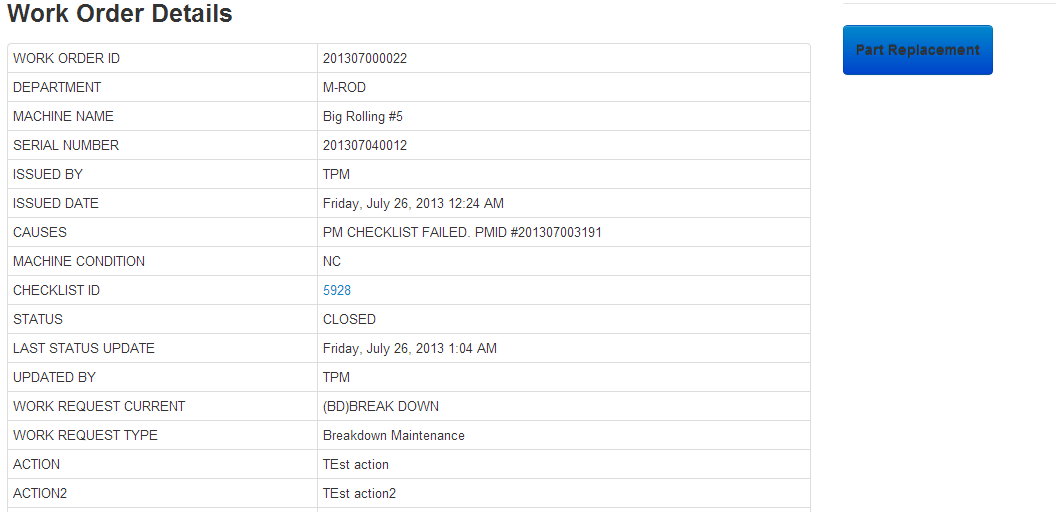 Work Order Details
Part Replacement
WORK ORDER ID 201307000022
DEPARTMENT M-ROD
MACHINE NAME Big Rolling #5
SERIAL NUMBER 201307040012
ISSUED BY TPM
ISSUED DATE Friday, July 26, 2013 12:24 AM
CAUSES PM CHECKLIST FAILED. PMID #201307003191
MACHINE CONDITION NC
CHECKLIST ID 5928
STATUS CLOSED
LAST STATUS UPDATE Friday, July 26, 2013 1:04 AM
UPDATED BY TPM
WORK REQUEST CURRENT (BD)BREAK DOWN
WORK REQUEST TYPE Breakdown Maintenance
ACTION TEst action
ACTION2 TEst action2